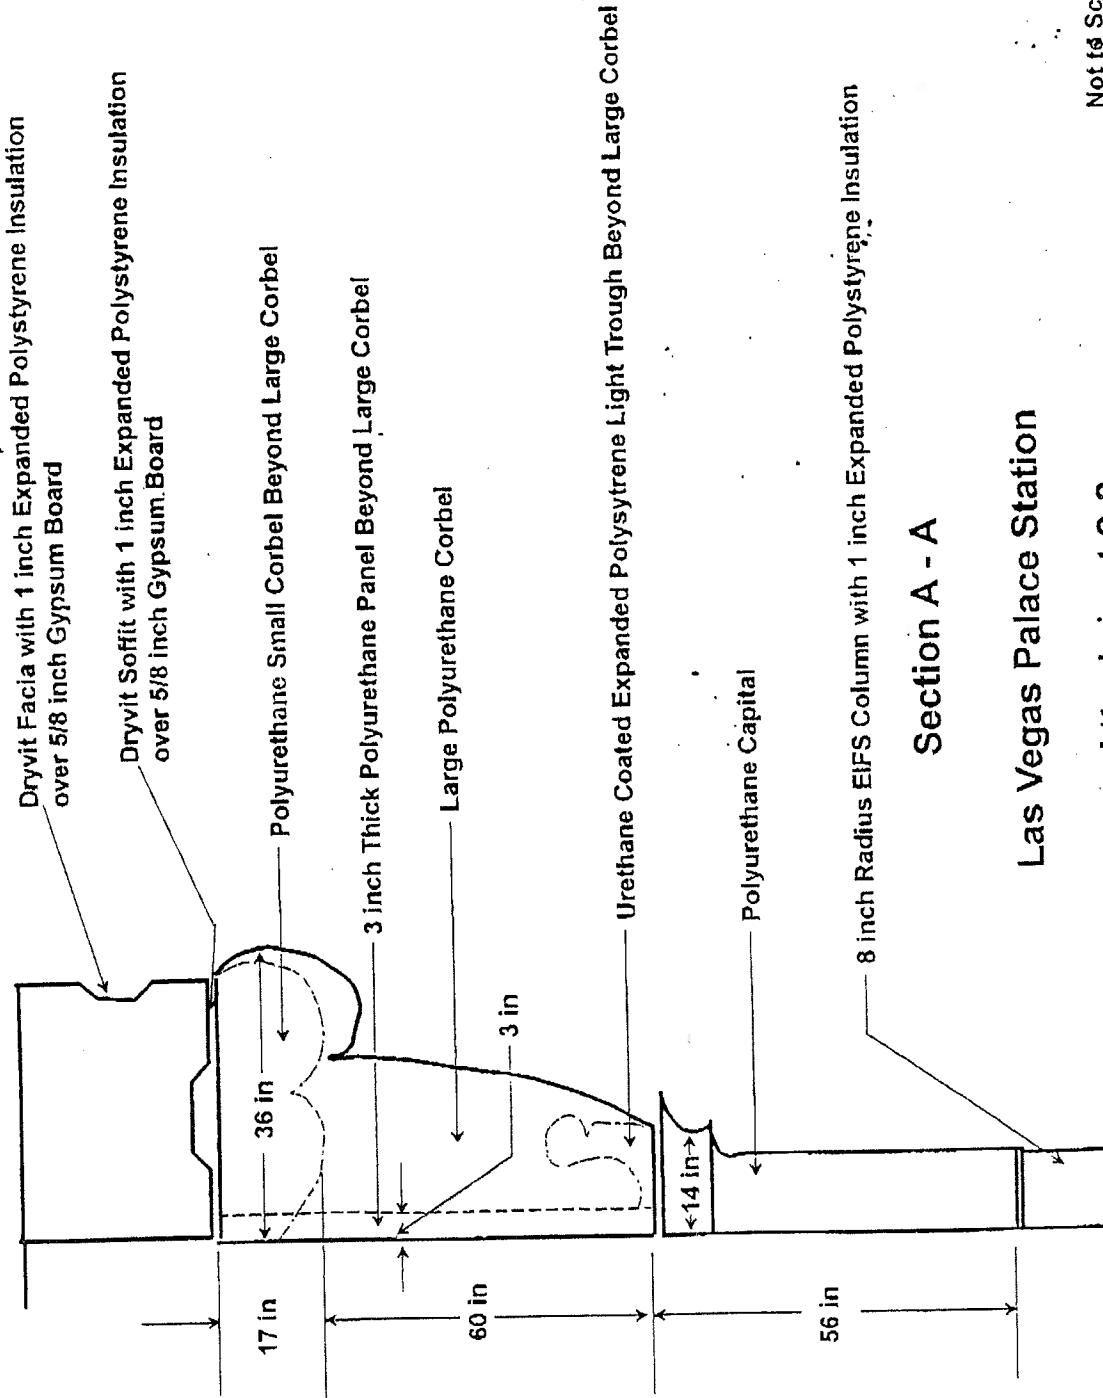 Dryvit Facia with 1 inch Expanded Polystyrene Insulation
over 5/8 inch Gypsum Board
Dryvit Soffit with 1 inch Expanded Polystyrene Insulation
over 5/8 inch Gypsum Board
Polyurethane Small Corbel Beyond Large Corbel
3 inch Thick Polyurethane Panel Beyond Large Corbel
Large Polyurethane Corbel
3 in
36 in
17 in
60 in
Urethane Coated Expanded Polysytrene Light Trough Beyond Large Corbel
14 in
Polyurethane Capital
56 in
8 inch Radius EIFS Column with 1 inch Expanded Polystyrene Insulation
Section A - A
Las Vegas Palace Station
Not to Sc